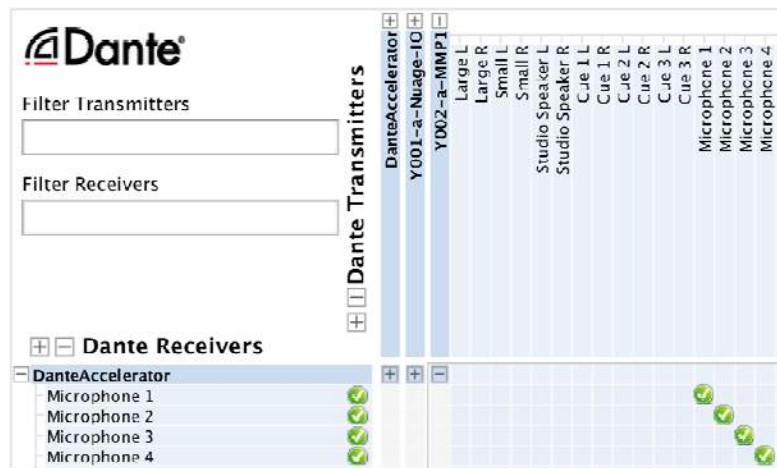 Dante
Filter Transmitters
Filter Receivers
Dante Receivers
Dante Transmitters
DanteAccelerator
Y001-a-Nuage-IO
Y002-a-MMP1
Large L
Large R
Small L
Small R
Studio Speaker L
Studio Speaker R
Cue 1 L
Cue 1 R
Cue 2 L
Cue 2 R
Cue 3 L
Cue 3 R
Microphone 1
Microphone 2
Microphone 3
Microphone 4
DanteAccelerator
Microphone 1
Microphone 2
Microphone 3
Microphone 4